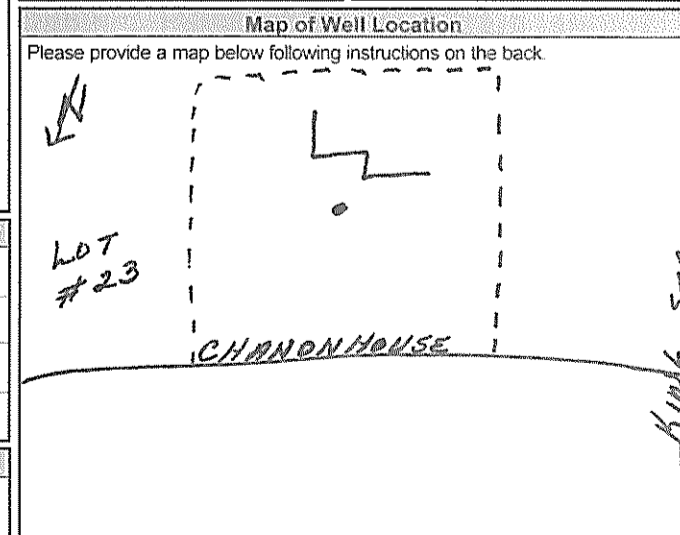 Map of Well Location
Please provide a map below following instructions on the back.
N
LOT
#23
CHANONHOUSE